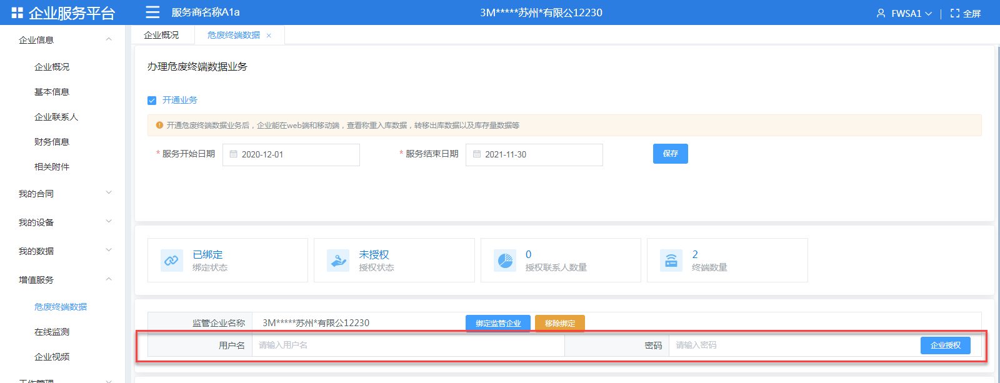 企业服务平台
服务商名称A1a
3M*****苏州*有限公12230
FWSA1
全屏
企业信息
企业概况
基本信息
企业联系人
财务信息
相关附件
我的合同
我的设备
我的数据
增值服务
危废终端数据
在线监测
企业视频
工作管理
企业概况
危废终端数据 ×
办理危废终端数据业务
开通业务
开通危废终端数据业务后，企业能在web端和移动端，查看称重入库数据，转移出库数据以及库存量数据等
* 服务开始日期 2020-12-01
* 服务结束日期 2021-11-30
保存
已绑定
绑定状态
未授权
授权状态
0
授权联系人数量
2
终端数量
监管企业名称 3M*****苏州*有限公12230 绑定监管企业 移除绑定
用户名 请输入用户名 密码 请输入密码 企业授权